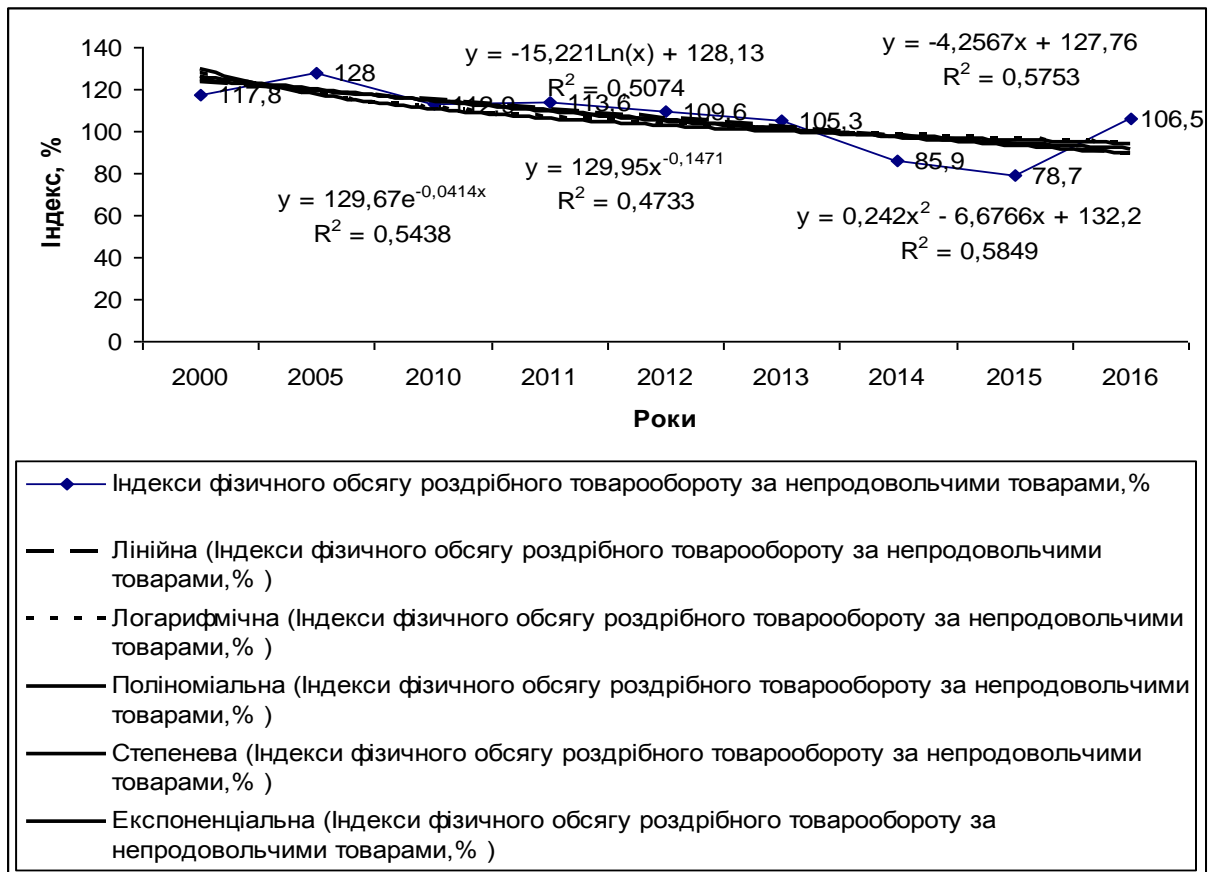 140
120
100
80
60
40
20
0
Індекс, %
y = -15,221Ln(x) + 128,13
R² = 0,5074
y = -4,2567x + 127,76
R² = 0,5753
117,8
128
113,6
109,6
105,3
85,9
78,7
106,5
y = 129,67e^-0,0414x
R² = 0,5438
y = 129,95x^-0,1471
R² = 0,4733
y = 0,242x² - 6,6766x + 132,2
R² = 0,5849
2000 2005 2010 2011 2012 2013 2014 2015 2016
Роки
Індекси фізичного обсягу роздрібного товарообороту за непродовольчими товарами,%
Лінійна (Індекси фізичного обсягу роздрібного товарообороту за непродовольчими
товарами,% )
Логарифмічна (Індекси фізичного обсягу роздрібного товарообороту за непродовольчими
товарами,% )
Поліноміальна (Індекси фізичного обсягу роздрібного товарообороту за непродовольчими
товарами,% )
Степенева (Індекси фізичного обсягу роздрібного товарообороту за непродовольчими
товарами,% )
Експоненціальна (Індекси фізичного обсягу роздрібного товарообороту за
непродовольчими товарами,% )